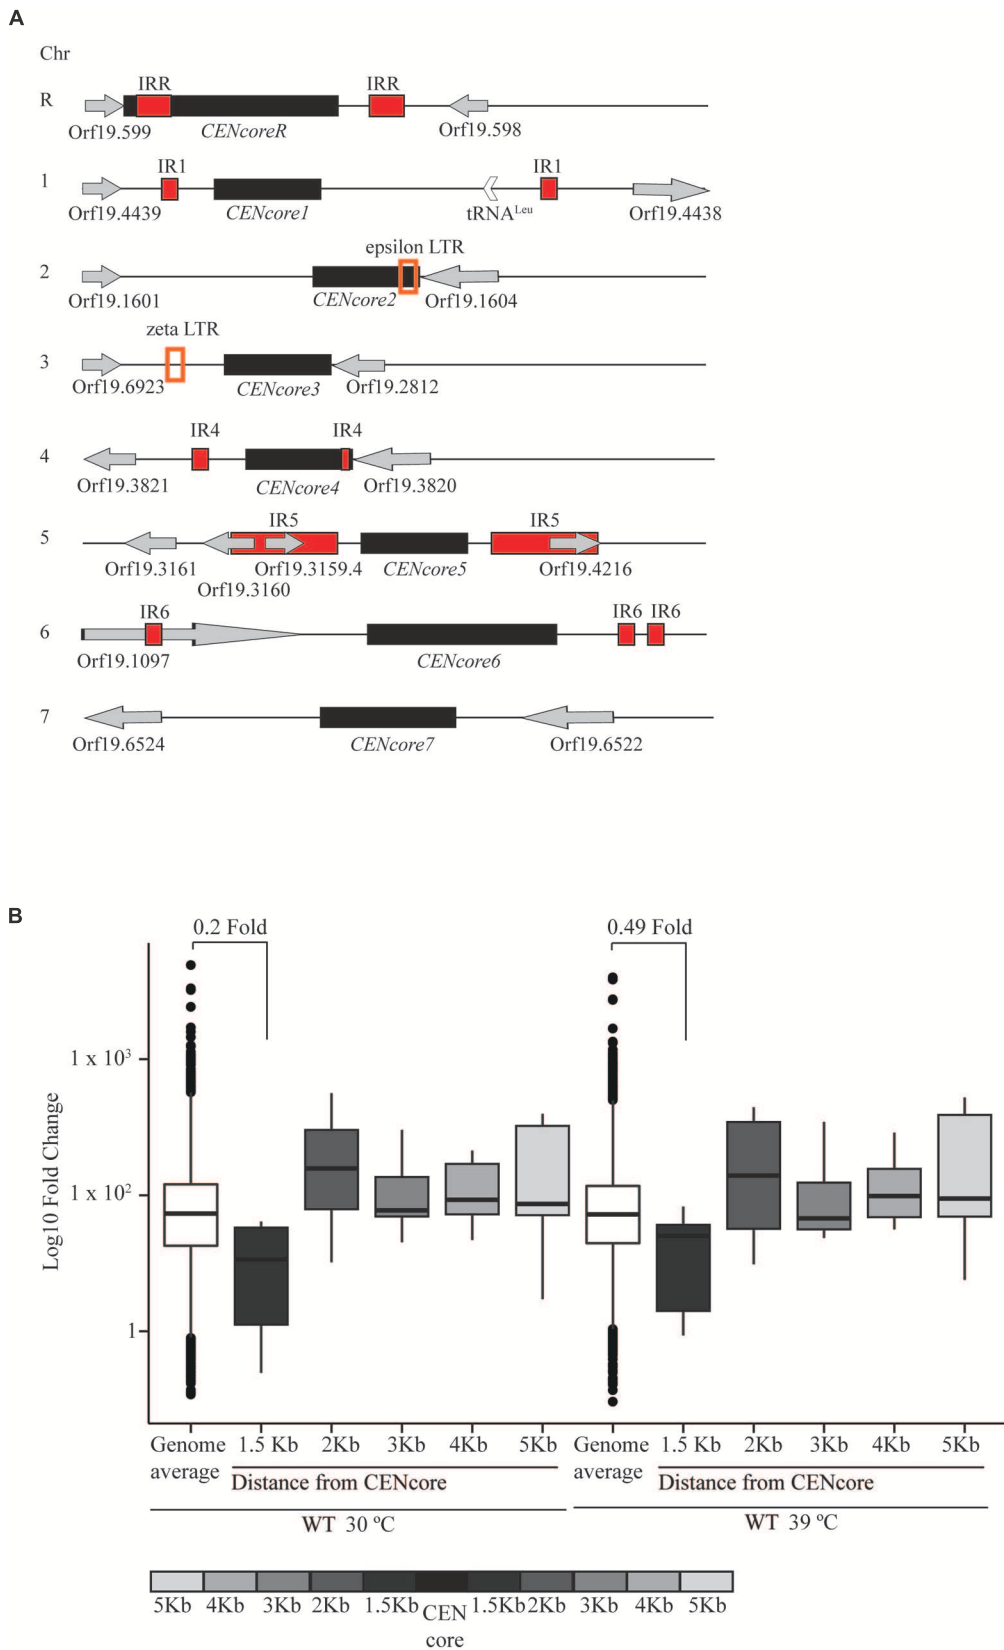 A
Chr
IRR IRR
R
Orf19.599 CENcoreR Orf19.598
IR1 IR1
1
Orf19.4439 CENcore1 tRNALeu Orf19.4438
epsilon LTR
2
Orf19.1601 CENcore2 Orf19.1604
zeta LTR
3
Orf19.6923 CENcore3 Orf19.2812
IR4 IR4
4
Orf19.3821 CENcore4 Orf19.3820
IR5 IR5
5
Orf19.3161 Orf19.3159.4 CENcore5 Orf19.4216
Orf19.3160
IR6 IR6 IR6
6
Orf19.1097 CENcore6
7
Orf19.6524 CENcore7 Orf19.6522
B
0.2 Fold 0.49 Fold
Log10 Fold Change
1 x 10³
1 x 10²
1
Genome average 1.5 Kb 2Kb 3Kb 4Kb 5Kb Genome average 1.5 Kb 2Kb 3Kb 4Kb 5Kb
Distance from CENcore Distance from CENcore
WT 30 ºC WT 39 ºC
5Kb 4Kb 3Kb 2Kb 1.5Kb CEN core 1.5Kb 2Kb 3Kb 4Kb 5Kb